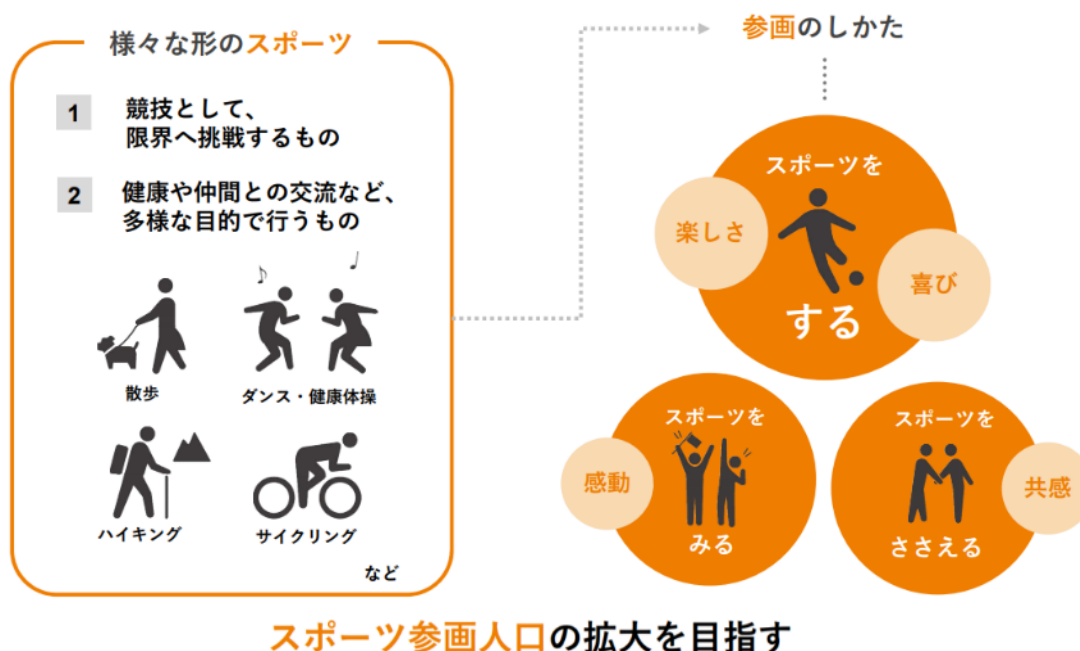 様々な形のスポーツ
1
競技として、
限界へ挑戦するもの
2
健康や仲間との交流など、
多様な目的で行うもの
散歩
ダンス・健康体操
ハイキング
サイクリング
など
参画のしかた
スポーツを
楽しさ
喜び
する
スポーツを
感動
みる
スポーツを
共感
ささえる
スポーツ参画人口の拡大を目指す